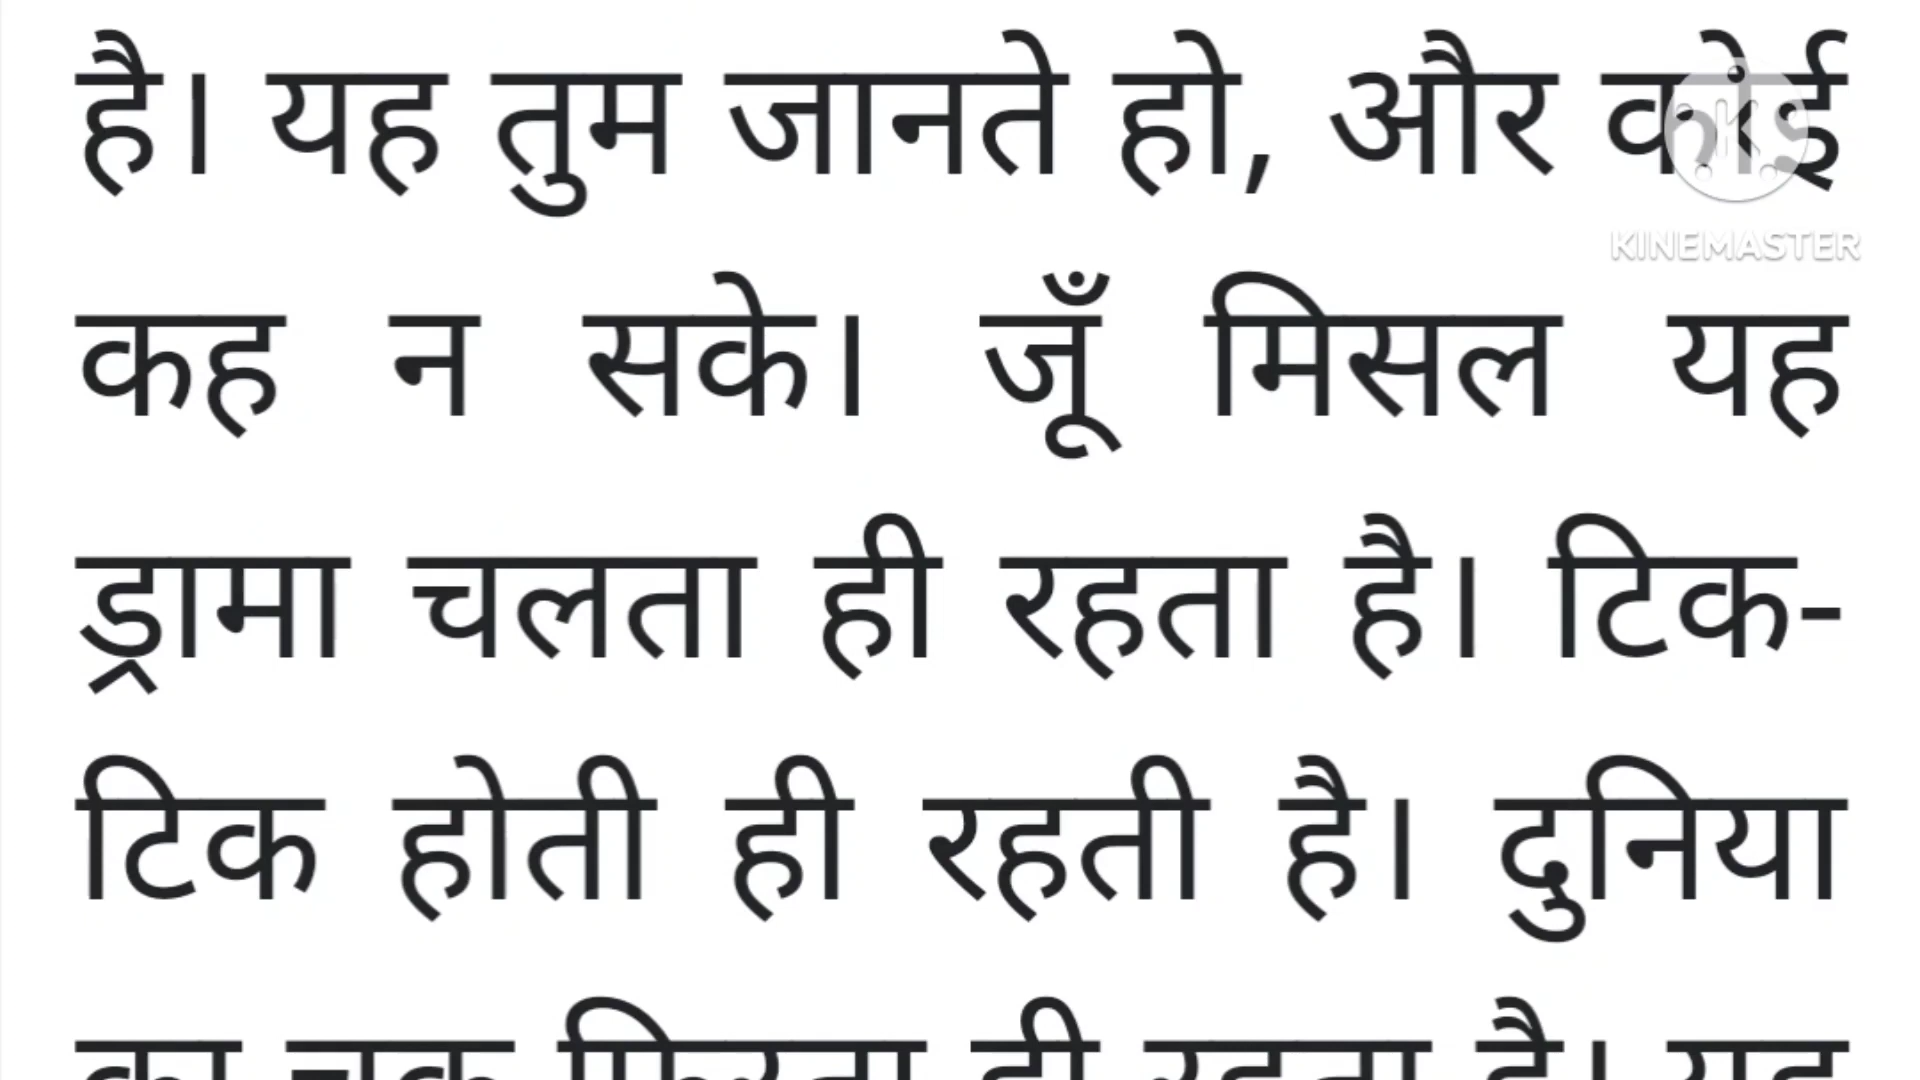 है। यह तुम जानते हो, और कोई
KINEMASTER
कह न सके। जूँ मिसल यह
ड्रामा चलता ही रहता है। टिक-
टिक होती ही रहती है। दुनिया